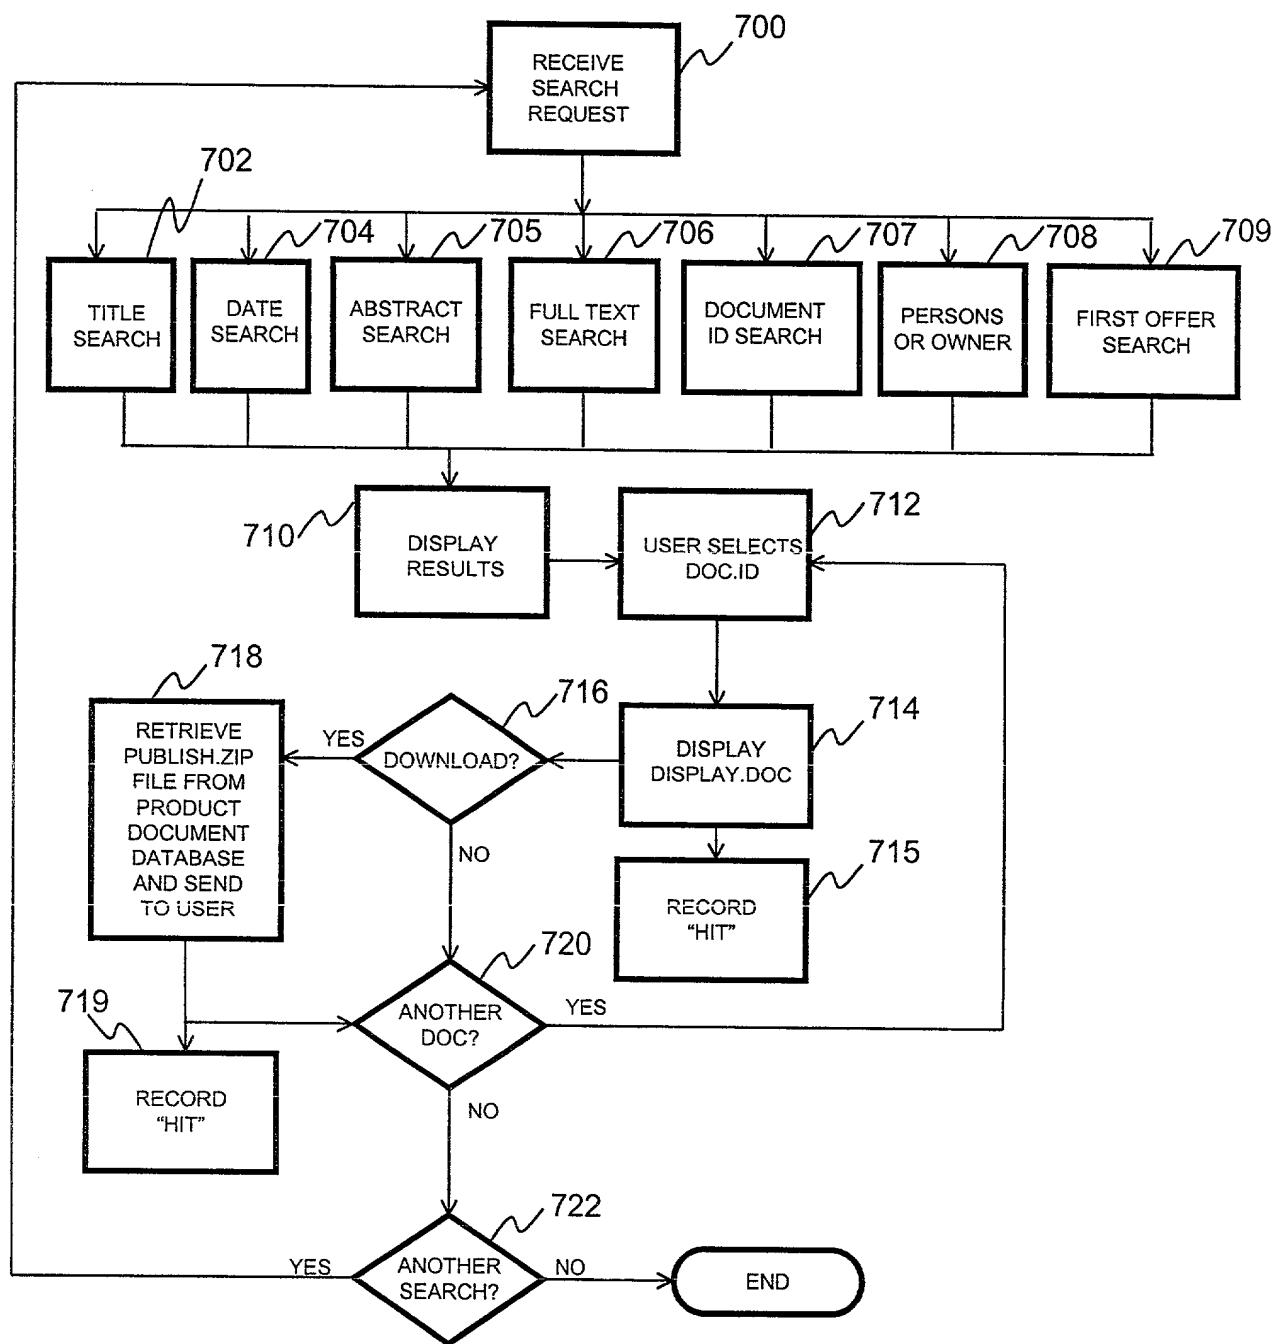 700
RECEIVE
SEARCH
REQUEST
702
704
705
706
707
708
709
TITLE
SEARCH
DATE
SEARCH
ABSTRACT
SEARCH
FULL TEXT
SEARCH
DOCUMENT
ID SEARCH
PERSONS
OR OWNER
FIRST OFFER
SEARCH
710
DISPLAY
RESULTS
712
USER SELECTS
DOC.ID
718
RETRIEVE
PUBLISH.ZIP
FILE FROM
PRODUCT
DOCUMENT
DATABASE
AND SEND
TO USER
YES
716
DOWNLOAD?
NO
714
DISPLAY
DISPLAY.DOC
715
RECORD
“HIT”
720
ANOTHER
DOC?
YES
NO
719
RECORD
“HIT”
722
YES
ANOTHER
SEARCH?
NO
END